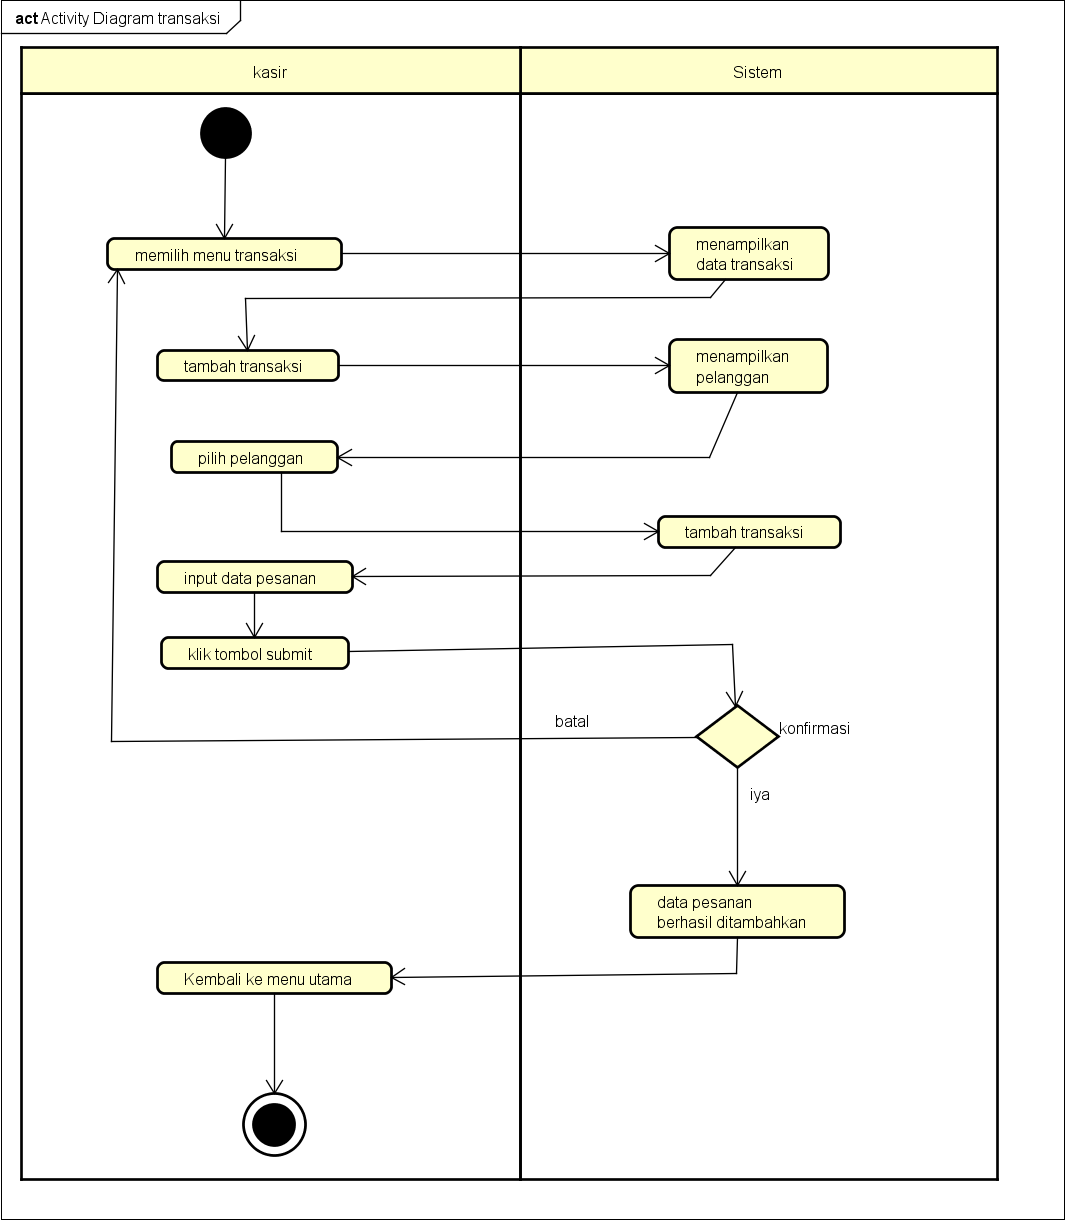 act Activity Diagram transaksi
kasir
Sistem
memilih menu transaksi
menampilkan
data transaksi
tambah transaksi
menampilkan
pelanggan
pilih pelanggan
tambah transaksi
input data pesanan
klik tombol submit
batal
konfirmasi
iya
data pesanan
berhasil ditambahkan
Kembali ke menu utama